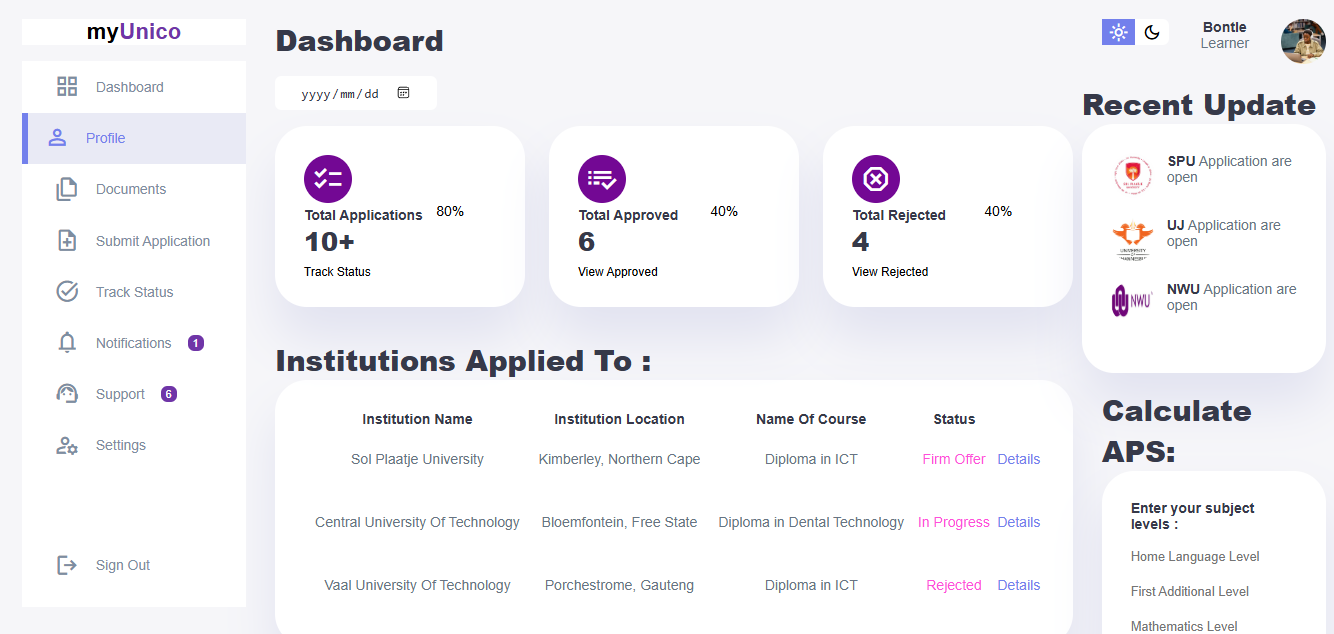 myUnico
Dashboard
Profile
Documents
Submit Application
Track Status
Notifications 1
Support 6
Settings
Sign Out
Dashboard
yyyy/mm/dd
Total Applications 80%
10+
Track Status
Total Approved 40%
6
View Approved
Total Rejected 40%
4
View Rejected
Institutions Applied To :
Institution Name Institution Location Name Of Course Status
Sol Plaatje University Kimberley, Northern Cape Diploma in ICT Firm Offer Details
Central University Of Technology Bloemfontein, Free State Diploma in Dental Technology In Progress Details
Vaal University Of Technology Porchestrome, Gauteng Diploma in ICT Rejected Details
Bontle
Learner
Recent Update
SPU Application are
open
UJ Application are
open
NWU
NWU Application are
open
Calculate
APS:
Enter your subject
levels :
Home Language Level
First Additional Level
Mathematics Level